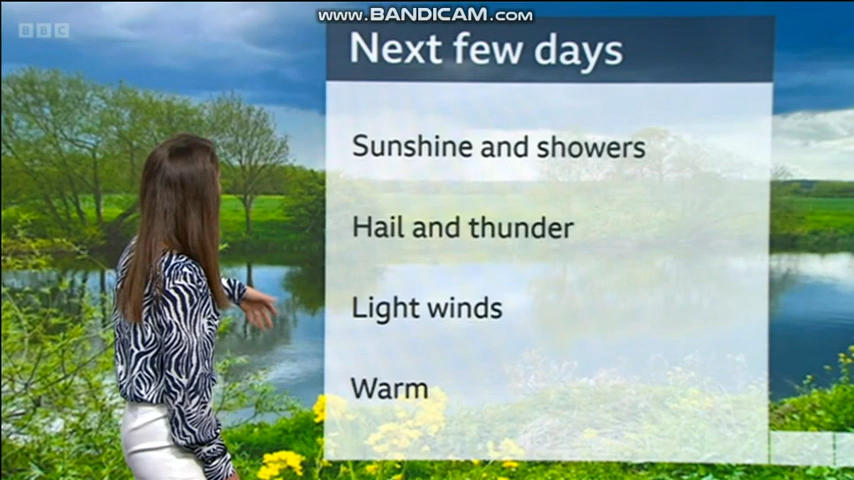 BBC
www.BANDICAM.com
Next few days
Sunshine and showers
Hail and thunder
Light winds
Warm